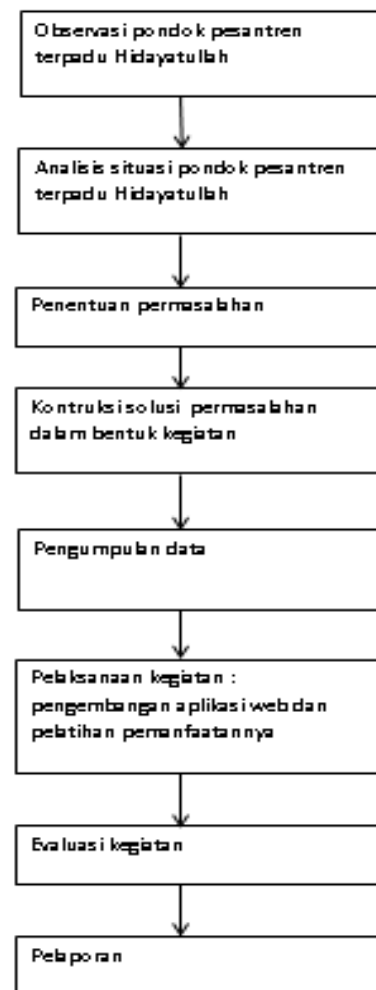 Observasi pondok pesantren
terpadu Hidayatullah
Analisis situasi pondok pesantren
terpadu Hidayatullah
Penentuan permasalahan
Kontruksi solusi permasalahan
dalam bentuk kegiatan
Pengumpulan data
Pelaksanaan kegiatan :
pengembangan aplikasi web dan
pelatihan pemanfaatannya
Evaluasi kegiatan
Pelaporan